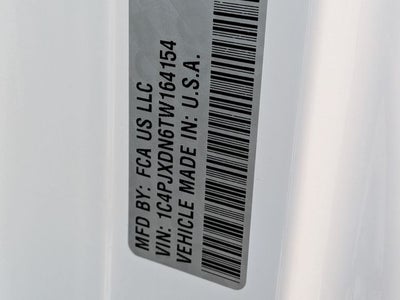 MFD BY: FCA US LLC
VIN: 1C4PJXDN6TW164154
VEHICLE MADE IN: U.S.A.